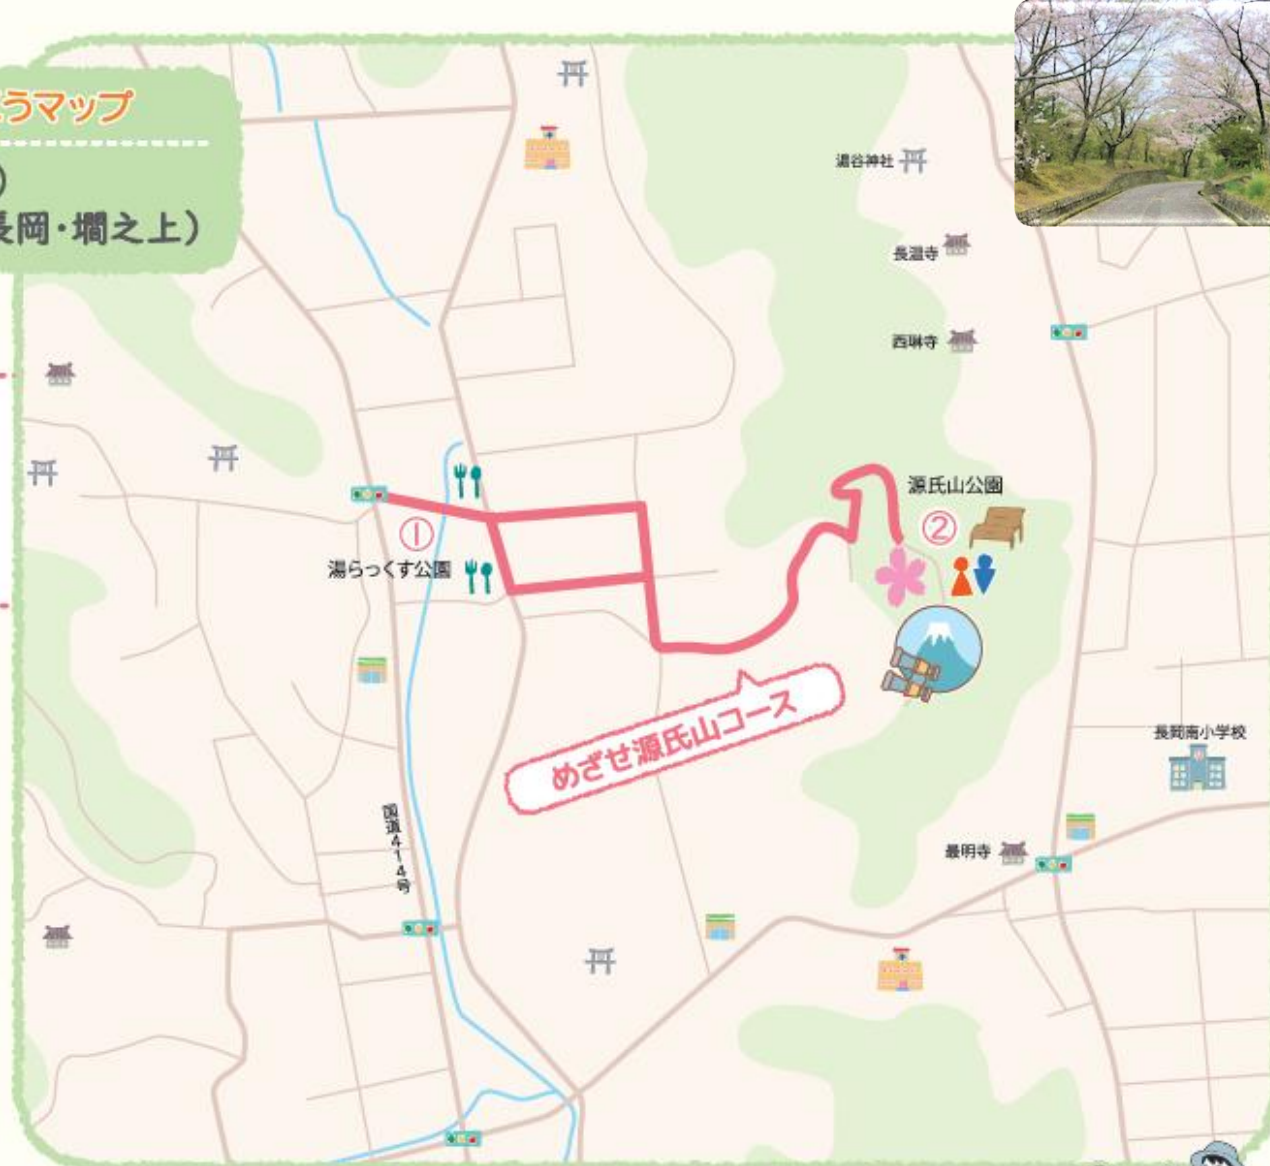 うマップ
)
長岡・壜之上)
湯谷神社
長温寺
西琳寺
源氏山公園
②
①
湯らっくす公園
めざせ源氏山コース
長岡南小学校
国道414号
最明寺